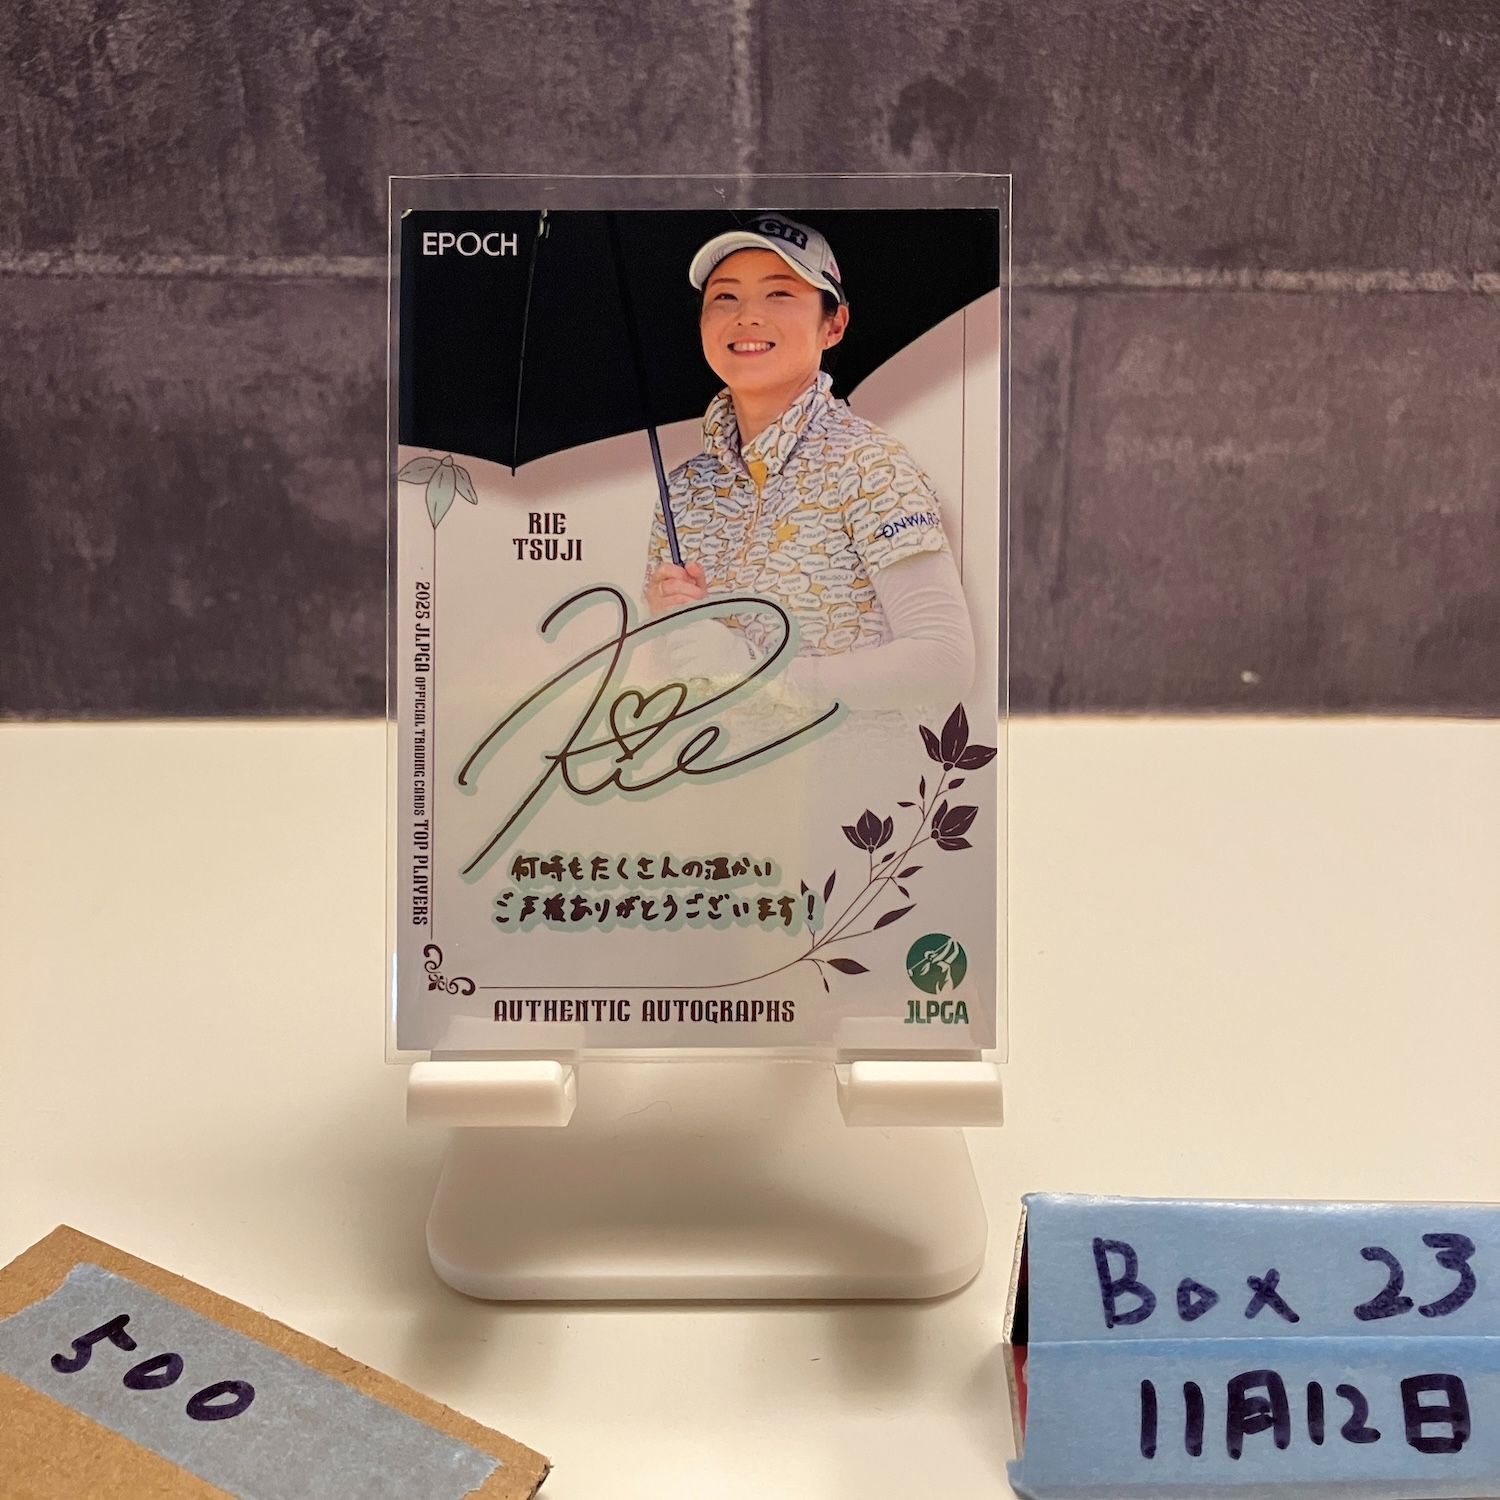 EPOCH
GR
ONWAR
RIE
TSUJI
2025 JLPGA OFFICIAL TRADING CARDS TOP PLAYERS
Rie
何時もたくさんの温かい
ご声援ありがとうございます!
AUTHENTIC AUTOGRAPHS
JLPGA
500
Box 23
11月12日